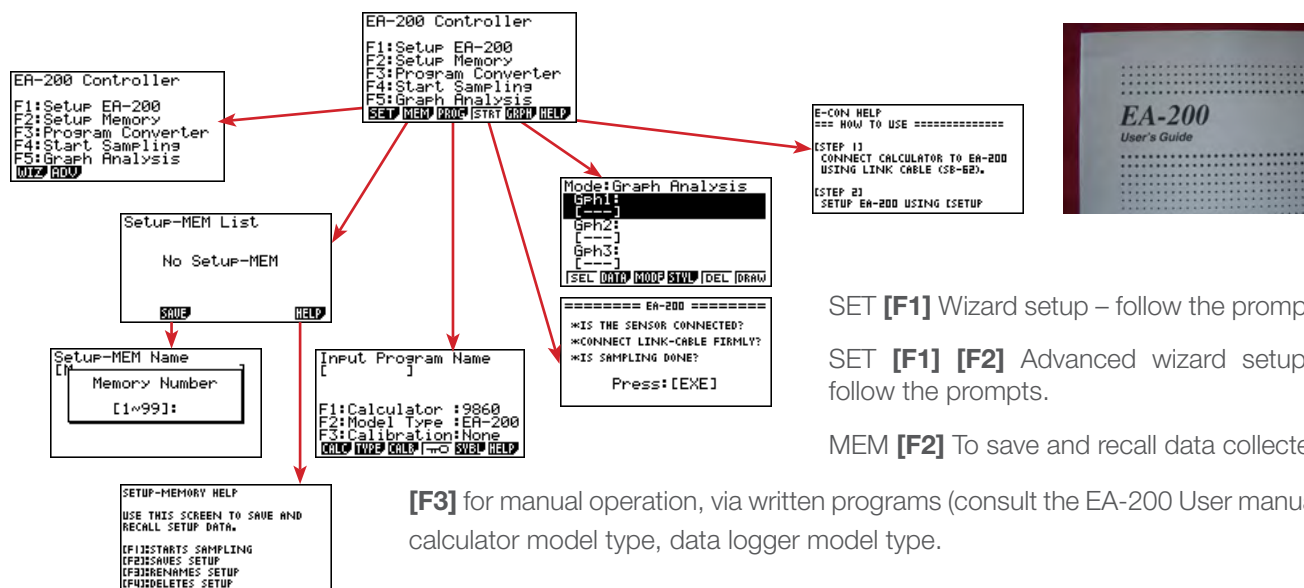 EA-200 Controller
F1:Setup EA-200
F2:Setup Memory
F3:Program Converter
F4:Start Sampling
F5:Graph Analysis
SET MEM PROG STRT GRPH HELP
EA-200 Controller
F1:Setup EA-200
F2:Setup Memory
F3:Program Converter
F4:Start Sampling
F5:Graph Analysis
WIZ ADV
E-CON HELP
=== HOW TO USE ==============
[STEP 1]
CONNECT CALCULATOR TO EA-200
USING LINK CABLE (SB-62).
[STEP 2]
SETUP EA-200 USING [SETUP
EA-200
User's Guide
Mode:Graph Analysis
Gph1:
[---]
Gph2:
[---]
Gph3:
[---]
SEL DATA MODE STYL DEL DRAW
Setup-MEM List
No Setup-MEM
SAVE HELP
======== EA-200 ========
*IS THE SENSOR CONNECTED?
*CONNECT LINK-CABLE FIRMLY?
*IS SAMPLING DONE?
Press:[EXE]
Setup-MEM Name
[M ]
Memory Number
[1~99]:
Input Program Name
[ ]
F1:Calculator :9860
F2:Model Type :EA-200
F3:Calibration:None
CALC TYPE CALB SYBL HELP
SETUP-MEMORY HELP
USE THIS SCREEN TO SAVE AND
RECALL SETUP DATA.
[F1]:STARTS SAMPLING
[F2]:SAVES SETUP
[F3]:RENAMES SETUP
[F4]:DELETES SETUP
SET [F1] Wizard setup – follow the promp
SET [F1] [F2] Advanced wizard setup
follow the prompts.
MEM [F2] To save and recall data collecte
[F3] for manual operation, via written programs (consult the EA-200 User manua
calculator model type, data logger model type.